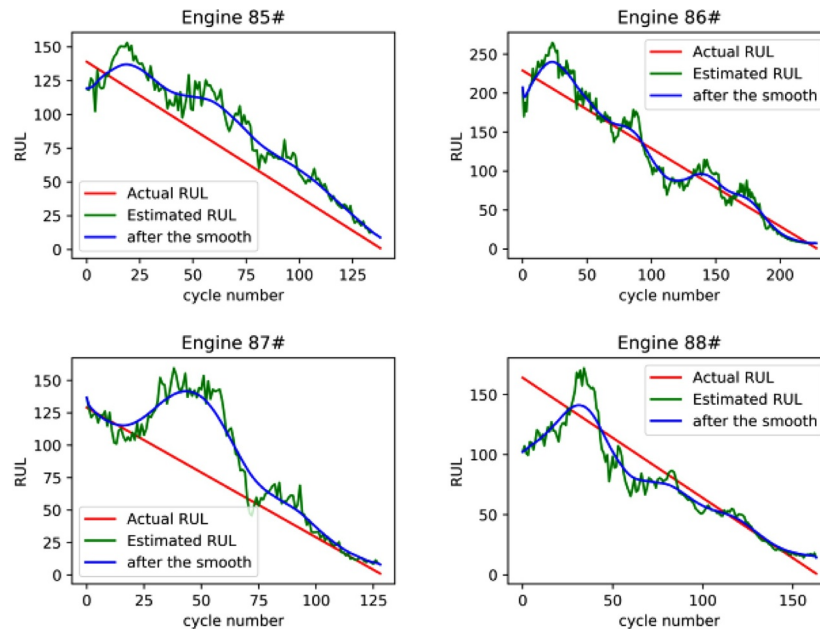 Engine 85#
150
125
100
75
50
25
0
RUL
Actual RUL
Estimated RUL
after the smooth
0 25 50 75 100 125
cycle number
Engine 86#
250
200
150
100
50
0
RUL
Actual RUL
Estimated RUL
after the smooth
0 50 100 150 200
cycle number
Engine 87#
150
125
100
75
50
25
0
RUL
Actual RUL
Estimated RUL
after the smooth
0 25 50 75 100 125
cycle number
Engine 88#
150
100
50
0
RUL
Actual RUL
Estimated RUL
after the smooth
0 50 100 150
cycle number